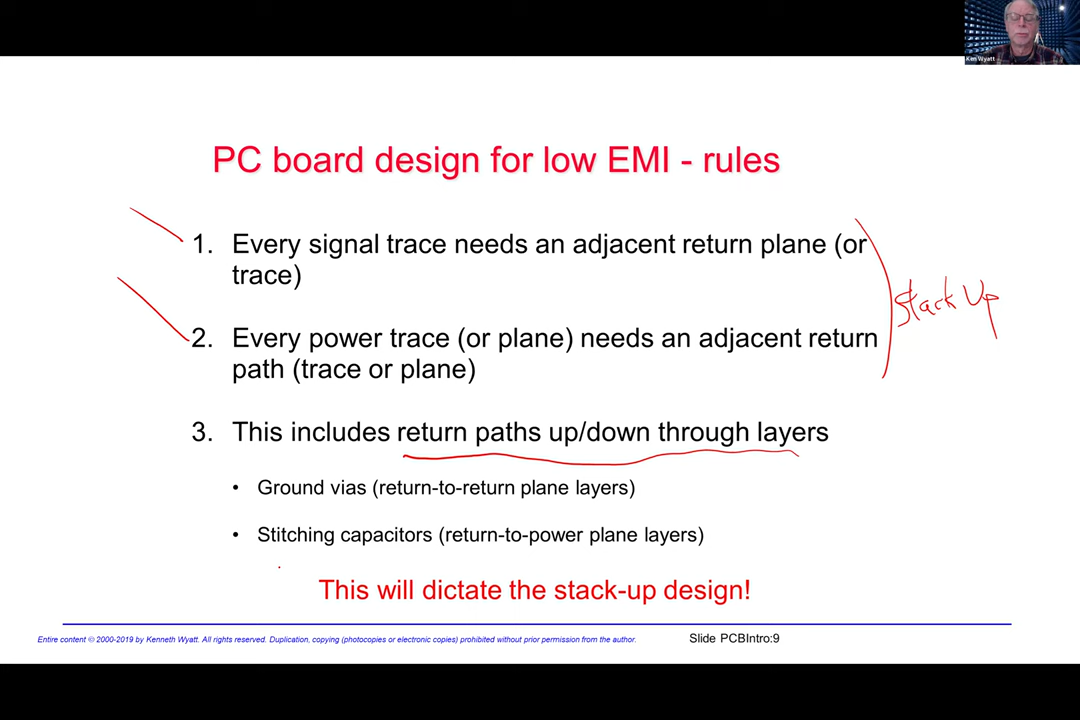 Ken Wyatt
PC board design for low EMI - rules
1. Every signal trace needs an adjacent return plane (or
trace)
2. Every power trace (or plane) needs an adjacent return
path (trace or plane)
Stack Up
3. This includes return paths up/down through layers
• Ground vias (return-to-return plane layers)
• Stitching capacitors (return-to-power plane layers)
This will dictate the stack-up design!
Entire content © 2000-2019 by Kenneth Wyatt. All rights reserved. Duplication, copying (photocopies or electronic copies) prohibited without prior permission from the author.
Slide PCBIntro:9